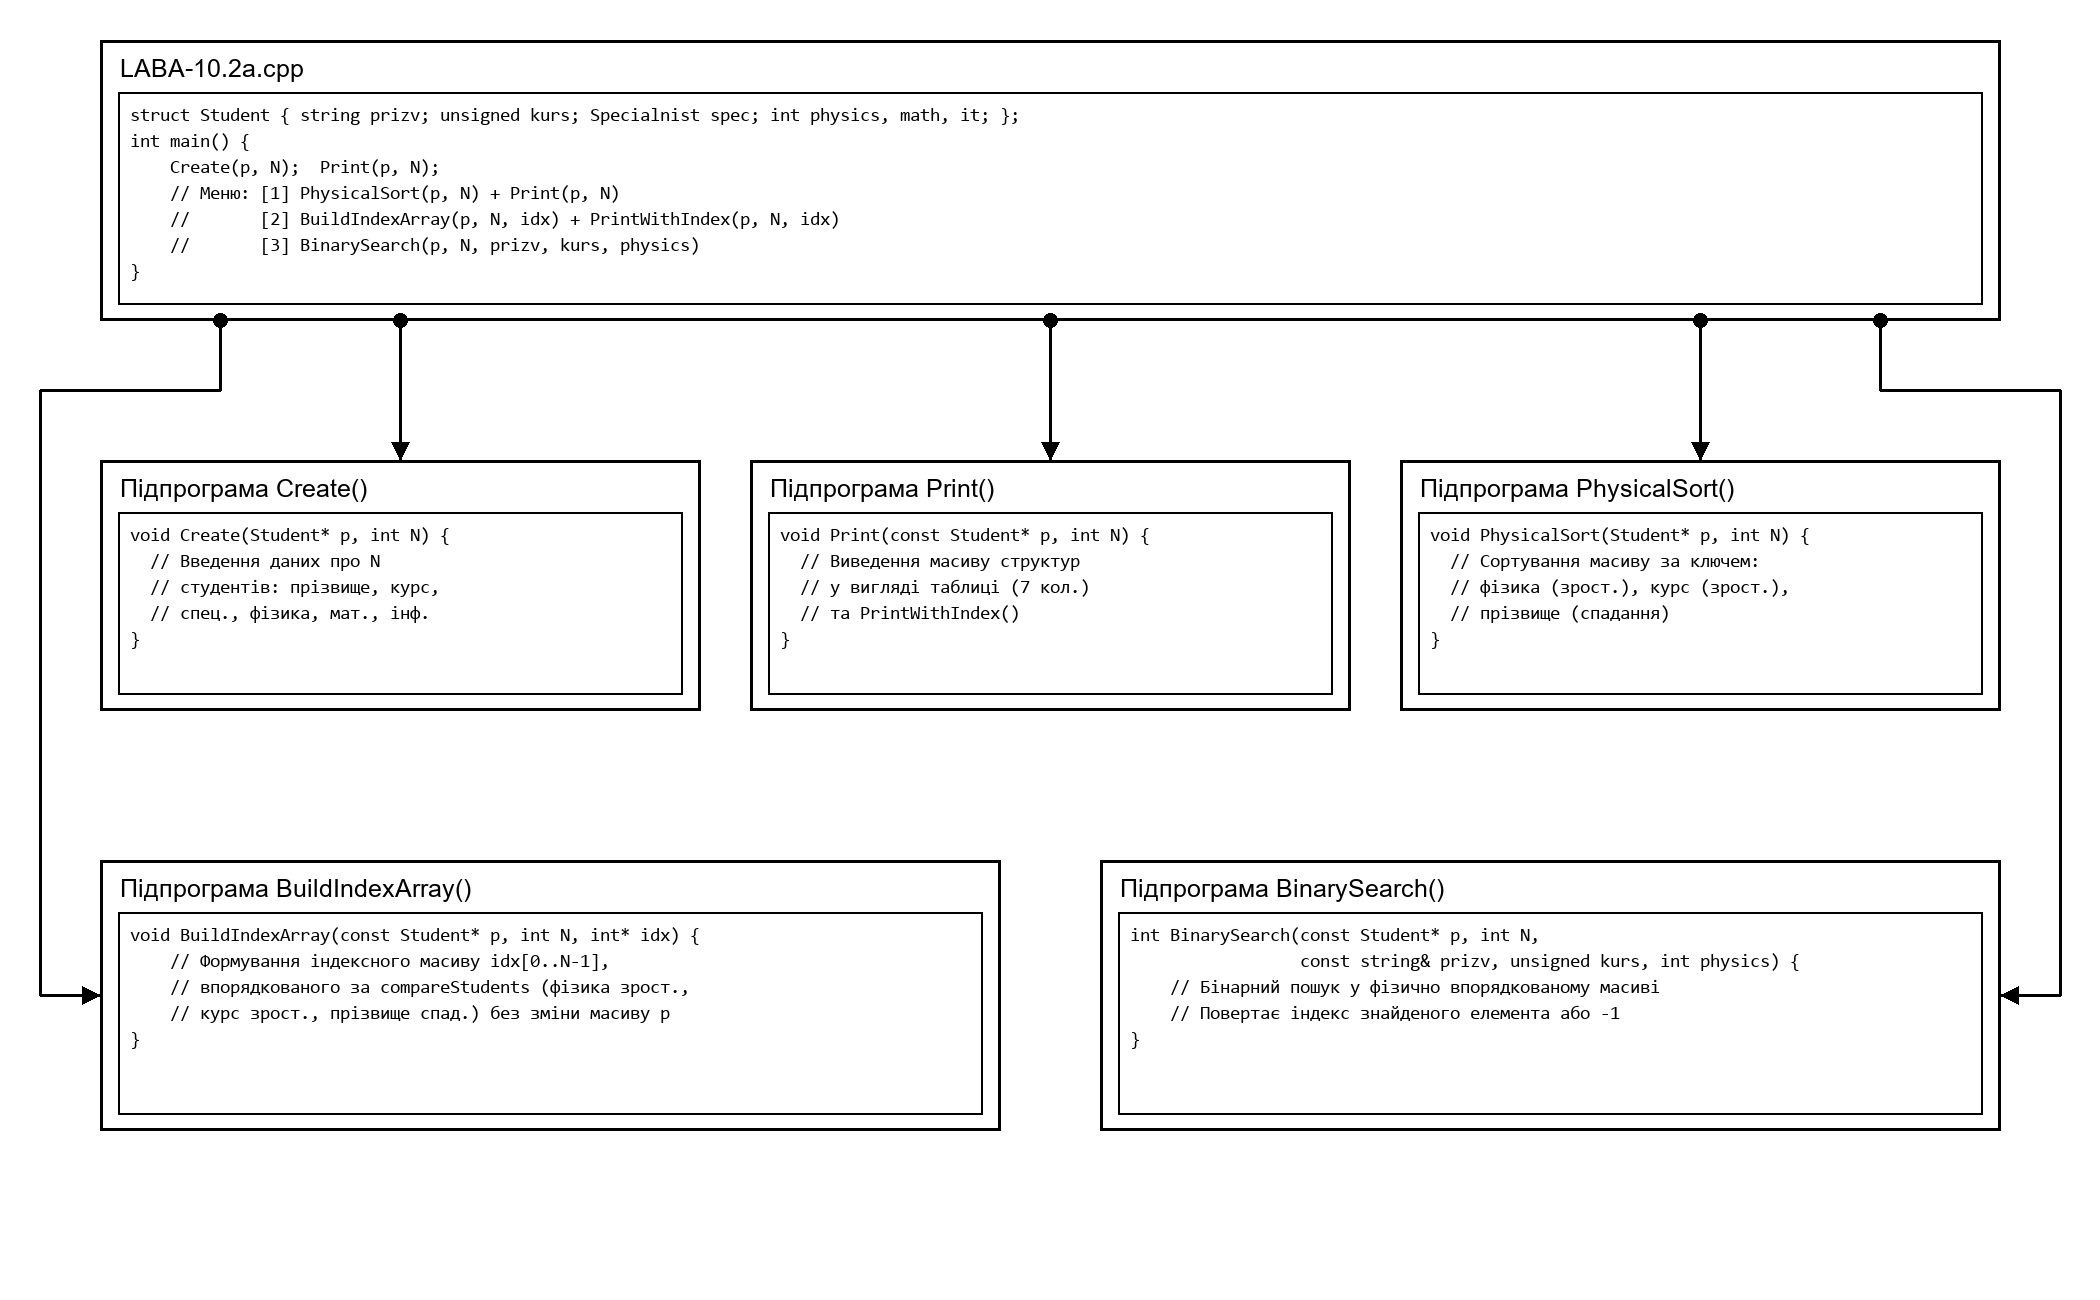 LABA-10.2a.cpp
struct Student { string prizv; unsigned kurs; Specialnist spec; int physics, math, it; };
int main() {
    Create(p, N);  Print(p, N);
    // Меню: [1] PhysicalSort(p, N) + Print(p, N)
    //       [2] BuildIndexArray(p, N, idx) + PrintWithIndex(p, N, idx)
    //       [3] BinarySearch(p, N, prizv, kurs, physics)
}
Підпрограма Create()
void Create(Student* p, int N) {
  // Введення даних про N
  // студентів: прізвище, курс,
  // спец., фізика, мат., інф.
}
Підпрограма Print()
void Print(const Student* p, int N) {
  // Виведення масиву структур
  // у вигляді таблиці (7 кол.)
  // та PrintWithIndex()
}
Підпрограма PhysicalSort()
void PhysicalSort(Student* p, int N) {
  // Сортування масиву за ключем:
  // фізика (зрост.), курс (зрост.),
  // прізвище (спадання)
}
Підпрограма BuildIndexArray()
void BuildIndexArray(const Student* p, int N, int* idx) {
    // Формування індексного масиву idx[0..N-1],
    // впорядкованого за compareStudents (фізика зрост.,
    // курс зрост., прізвище спад.) без зміни масиву p
}
Підпрограма BinarySearch()
int BinarySearch(const Student* p, int N,
                 const string& prizv, unsigned kurs, int physics) {
    // Бінарний пошук у фізично впорядкованому масиві
    // Повертає індекс знайденого елемента або -1
}